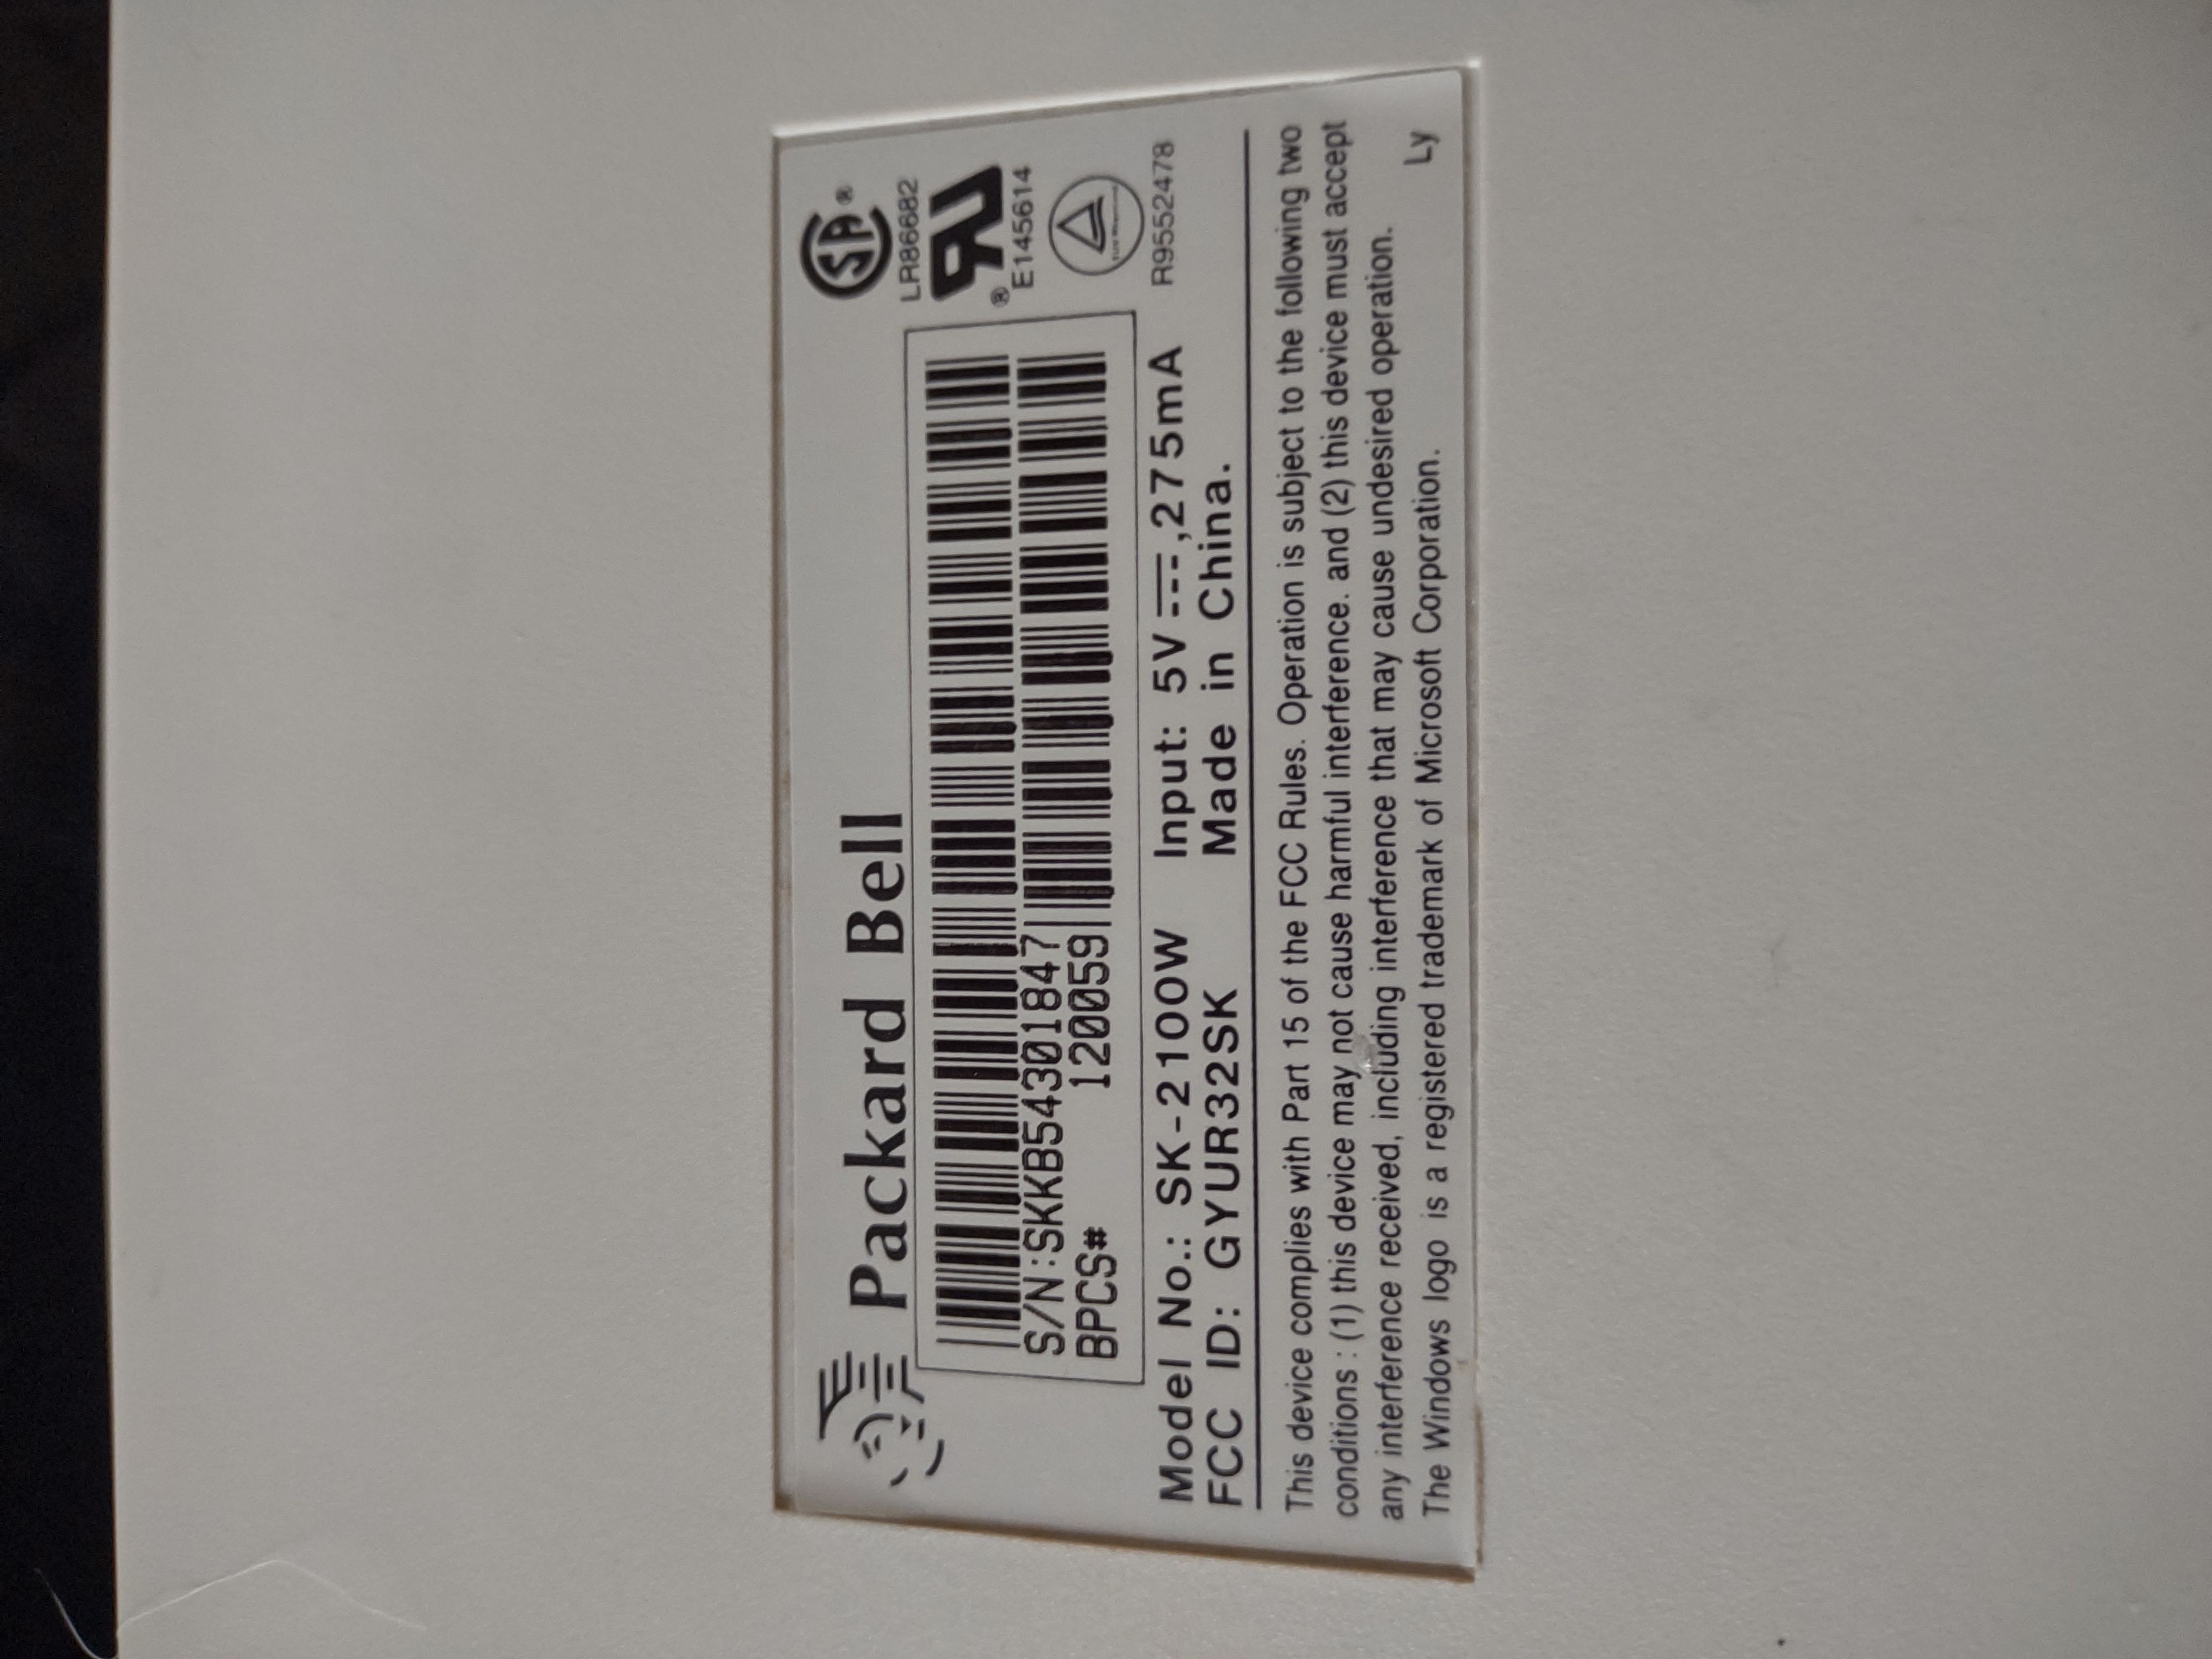 Packard Bell
S/N:SKKB54301847
BPCS# 120059
SA®
LR86682
®
E145614
R9552478
Model No.: SK-2100W Input: 5V⎓,275mA
FCC ID: GYUR32SK Made in China.
This device complies with Part 15 of the FCC Rules. Operation is subject to the following two
conditions : (1) this device may not cause harmful interference. and (2) this device must accept
any interference received, including interference that may cause undesired operation.
The Windows logo is a registered trademark of Microsoft Corporation. Ly